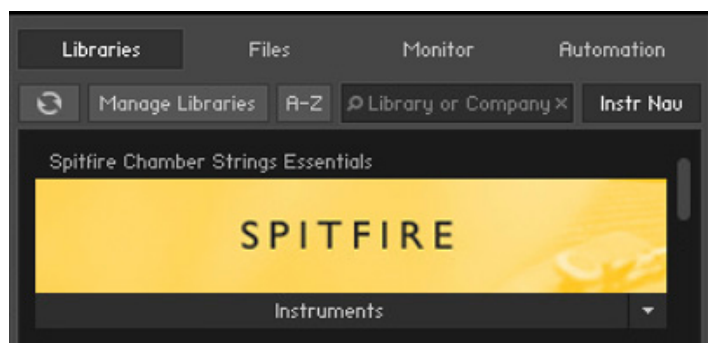 Libraries Files Monitor Automation
Manage Libraries A-Z Library or Company × Instr Nav
Spitfire Chamber Strings Essentials
SPITFIRE
Instruments